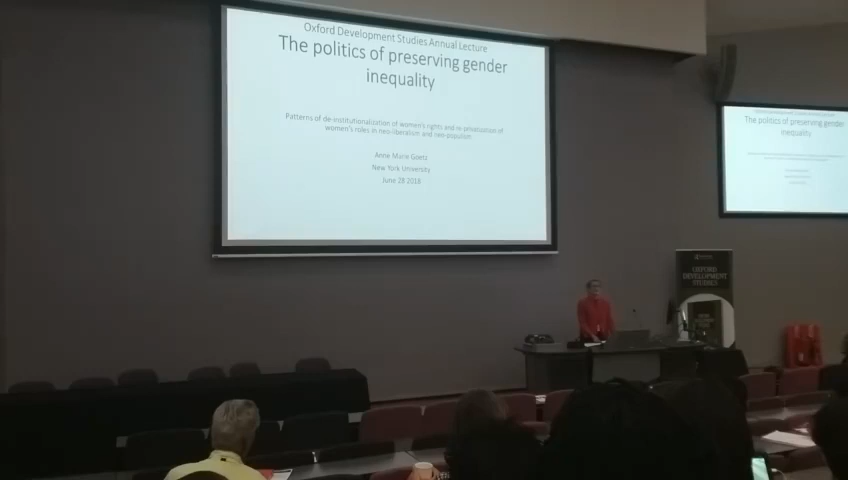 Oxford Development Studies Annual Lecture
The politics of preserving gender
inequality
Patterns of de-institutionalization of women's rights and re-privatization of
women's roles in neo-liberalism and neo-populism
Anne Marie Goetz
New York University
June 28 2018
The politics of preserving gender
inequality
OXFORD
DEVELOPMENT
STUDIES